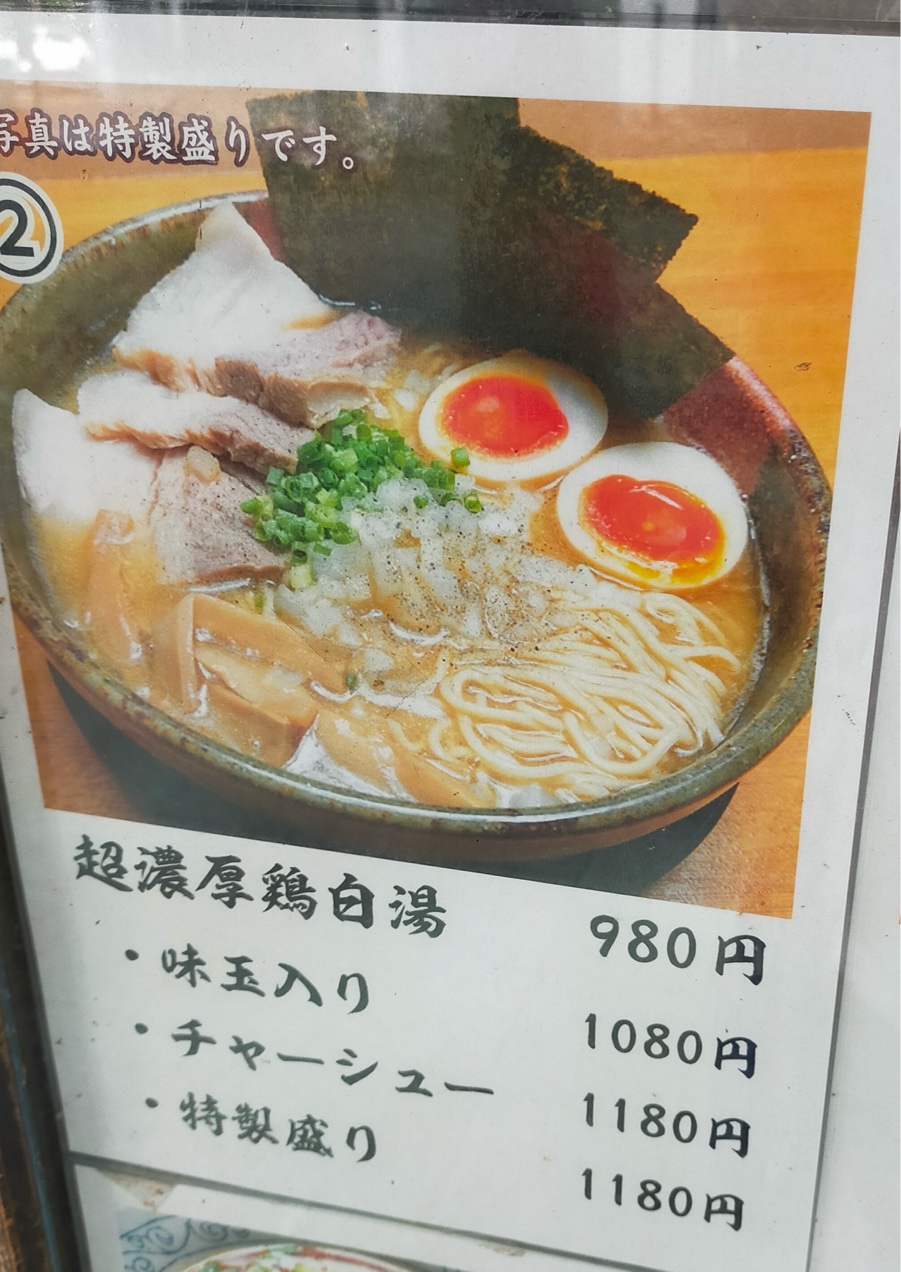 写真は特製盛りです。
②
超濃厚鶏白湯 980円
・味玉入り 1080円
・チャーシュー 1180円
・特製盛り 1180円